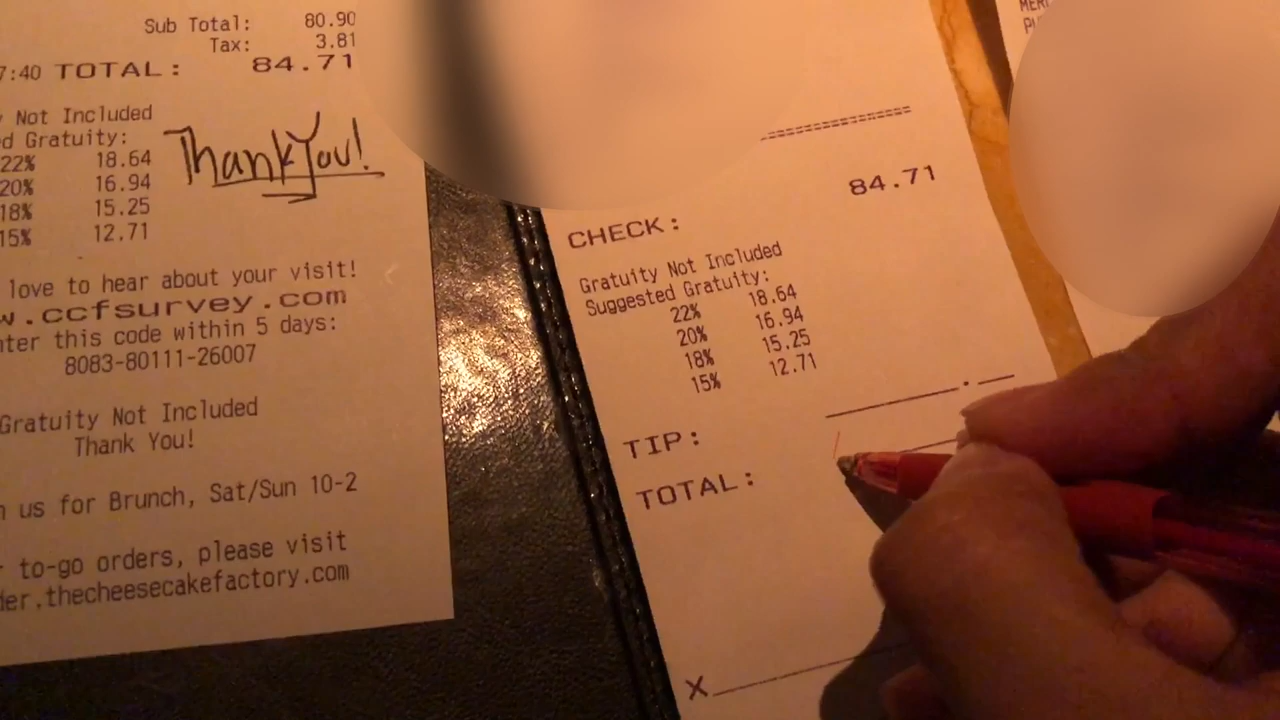 Sub Total: 80.90
Tax: 3.81
7:40 TOTAL: 84.71
Not Included
Gratuity:
22% 18.64
20% 16.94
18% 15.25
15% 12.71
Thank You!
love to hear about your visit!
w.ccfsurvey.com
this code within 5 days:
8083-80111-26007
Gratuity Not Included
Thank You!
us for Brunch, Sat/Sun 10-2
to-go orders, please visit
.thecheesecakefactory.com
84.71
CHECK:
Gratuity Not Included
Suggested Gratuity:
22% 18.64
20% 16.94
18% 15.25
15% 12.71
TIP:
TOTAL:
X